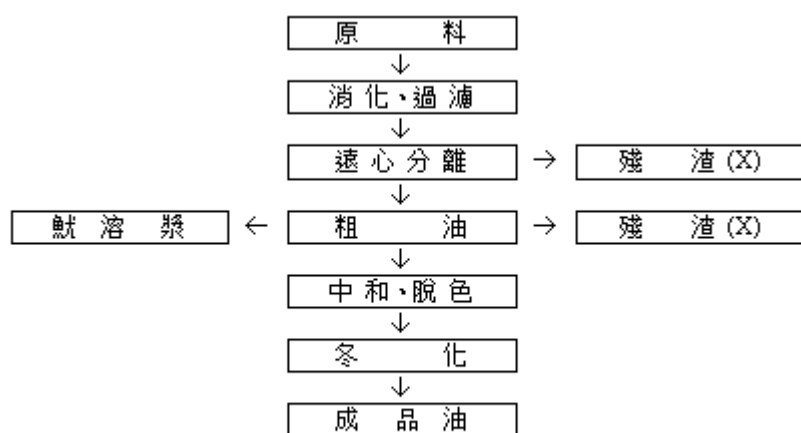 原料
↓
消化、過濾
↓
遠心分離 → 殘渣(X)
↓
魷溶漿 ← 粗油 → 殘渣(X)
↓
中和、脫色
↓
冬化
↓
成品油